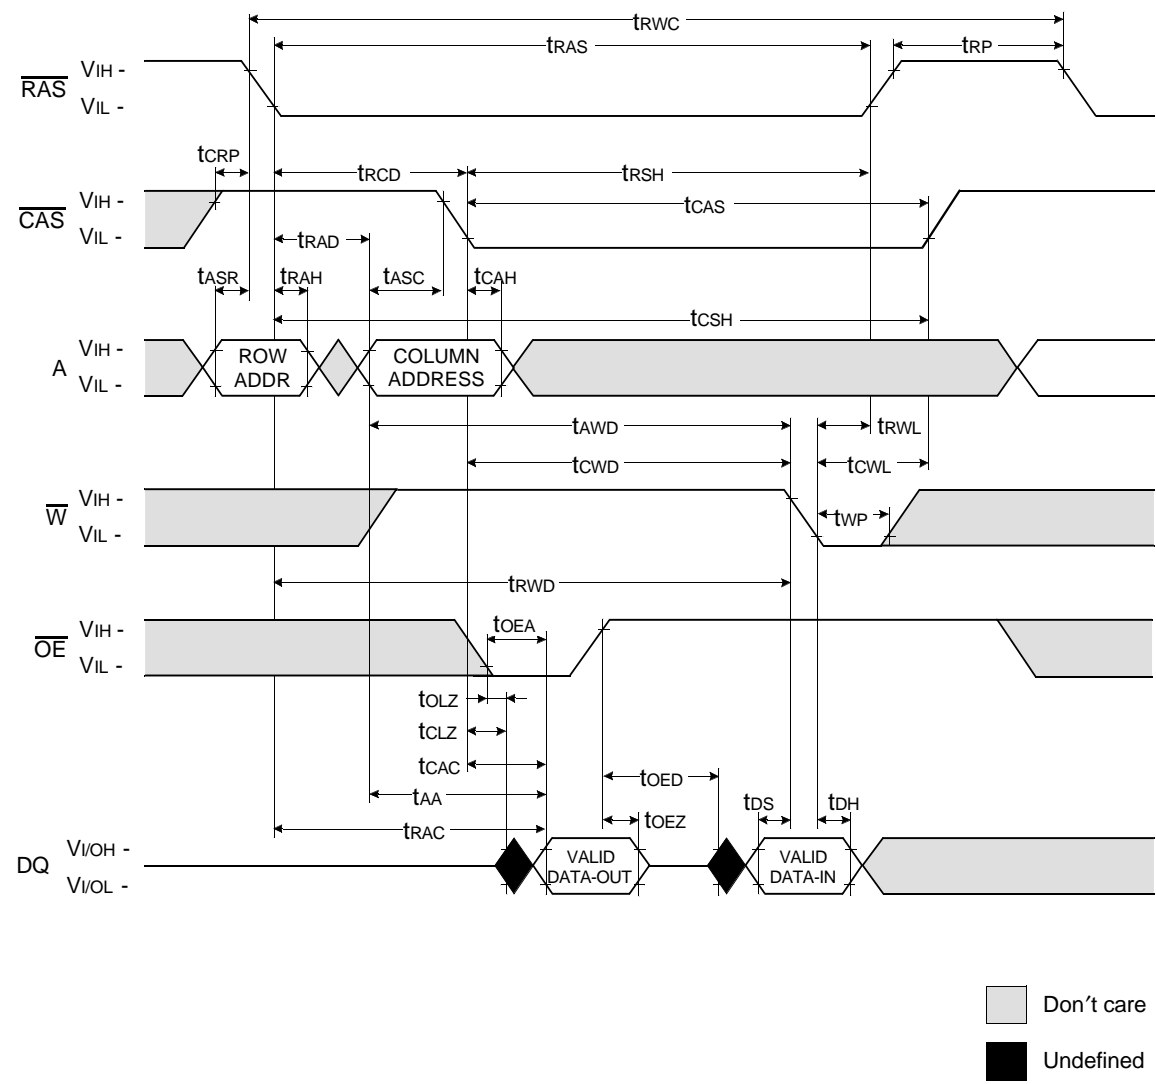 tRWC
tRAS
tRP
RAS
VIH -
VIL -
tCRP
tRCD
tRSH
CAS
VIH -
VIL -
tCAS
tRAD
tASR
tRAH
tASC
tCAH
tCSH
A
VIH -
VIL -
ROW
ADDR
COLUMN
ADDRESS
tAWD
tRWL
tCWD
tCWL
W
VIH -
VIL -
tWP
tRWD
OE
VIH -
VIL -
tOEA
tOLZ
tCLZ
tCAC
tOED
tAA
tDS
tDH
tOEZ
tRAC
DQ
VI/OH -
VI/OL -
VALID
DATA-OUT
VALID
DATA-IN
Don′t care
Undefined